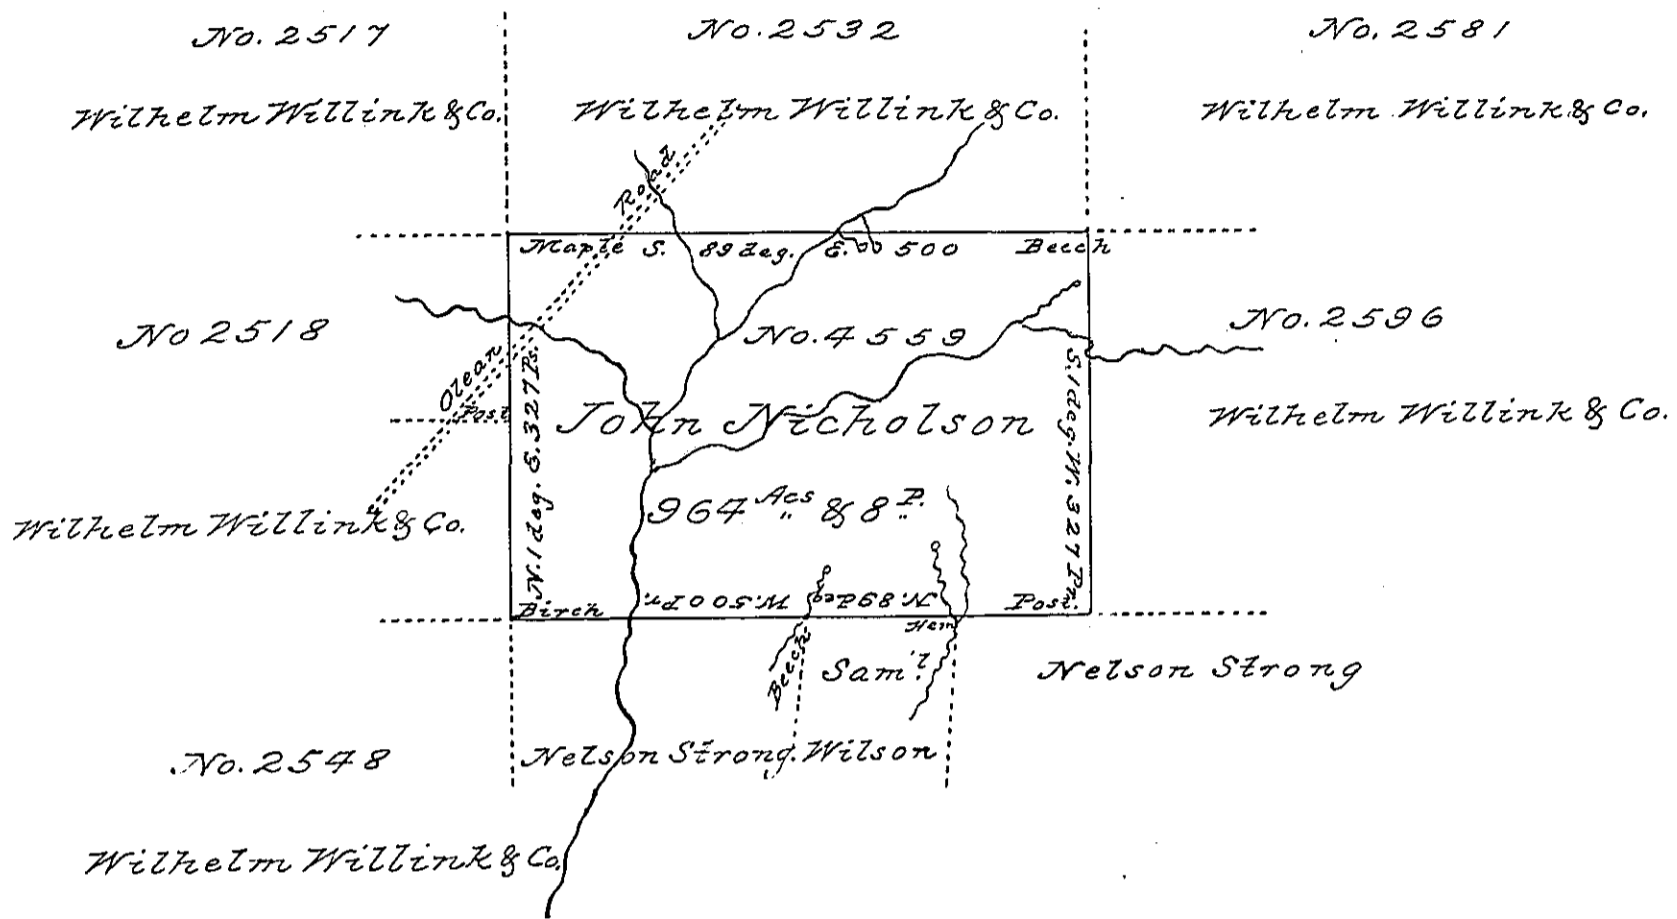 No. 2517
No. 2532
No. 2581
Wilhelm Willink & Co.
Wilhelm Willink & Co.
Wilhelm Willink & Co.
Road
Maple S. 89 deg. E. 500 Beech
No 2518
No. 4559
No. 2596
Olean
Post
N. 1 deg. E. 327 Ps.
S. 1 deg. W. 327 Pr.
John Nicholson
Wilhelm Willink & Co.
Wilhelm Willink & Co.
964 Acs & 8 P.
Birch
N. 89 Deg W. 500 Pr.
Post.
Hem
Beech
Sam'l
Nelson Strong
No. 2548
Nelson Strong. Wilson
Wilhelm Willink & Co.